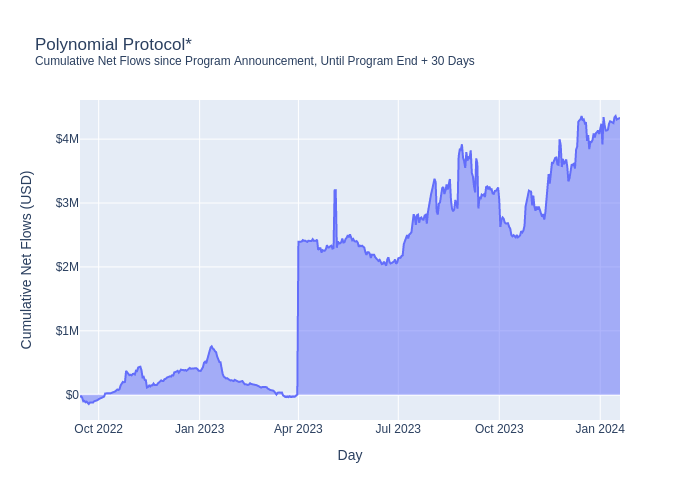 Polynomial Protocol*
Cumulative Net Flows since Program Announcement, Until Program End + 30 Days
Cumulative Net Flows (USD)
$4M
$3M
$2M
$1M
$0
Oct 2022 Jan 2023 Apr 2023 Jul 2023 Oct 2023 Jan 2024
Day